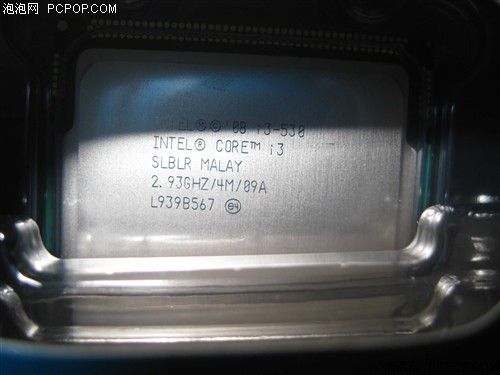 泡泡网 PCPOP.COM
INTEL® ©'08 i3-530
INTEL® CORE™ i3
SLBLR MALAY
2.93GHZ/4M/09A
L939B567 e4